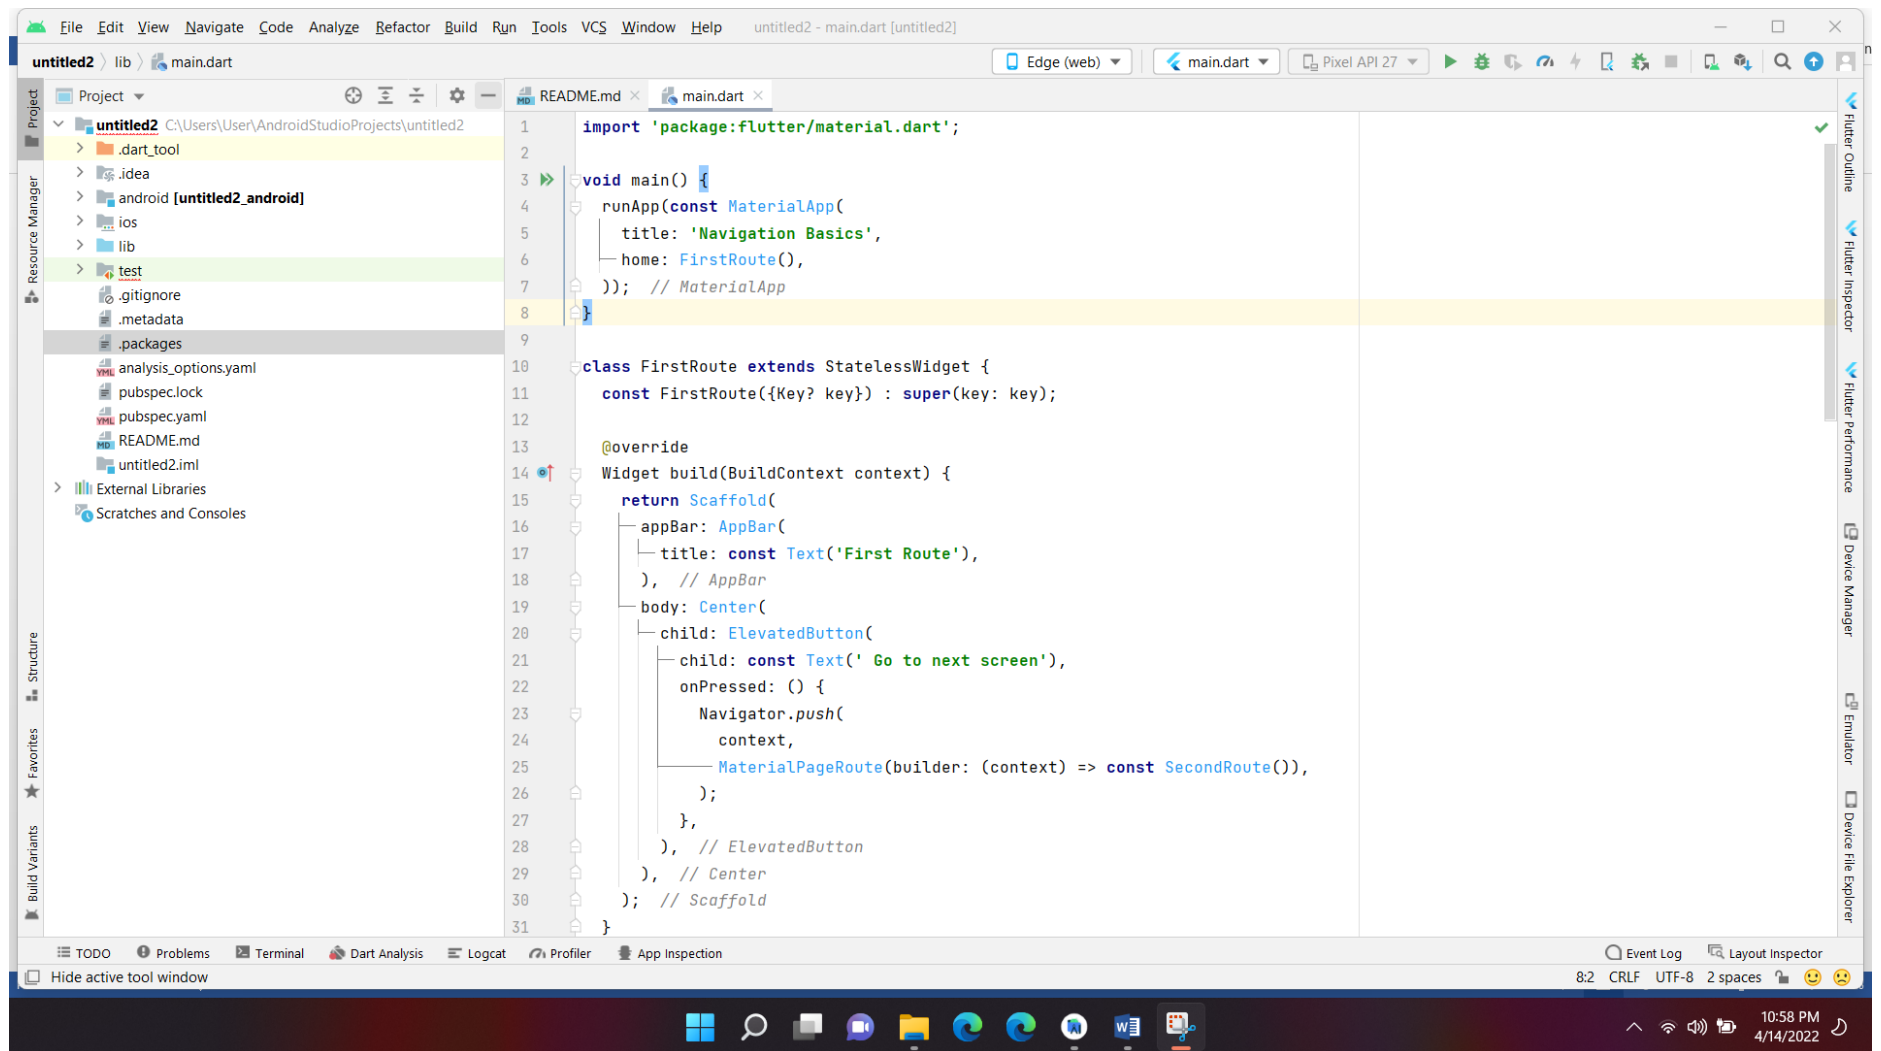 File Edit View Navigate Code Analyze Refactor Build Run Tools VCS Window Help untitled2 - main.dart [untitled2]
untitled2 lib main.dart Edge (web) main.dart Pixel API 27
Project README.md main.dart
Project
Resource Manager
Structure
Favorites
Build Variants
untitled2 C:\Users\User\AndroidStudioProjects\untitled2
.dart_tool
.idea
android [untitled2_android]
ios
lib
test
.gitignore
.metadata
.packages
analysis_options.yaml
pubspec.lock
pubspec.yaml
README.md
untitled2.iml
External Libraries
Scratches and Consoles
1 import 'package:flutter/material.dart';
2
3 void main() {
4 runApp(const MaterialApp(
5 title: 'Navigation Basics',
6 home: FirstRoute(),
7 )); // MaterialApp
8 }
9
10 class FirstRoute extends StatelessWidget {
11 const FirstRoute({Key? key}) : super(key: key);
12
13 @override
14 Widget build(BuildContext context) {
15 return Scaffold(
16 appBar: AppBar(
17 title: const Text('First Route'),
18 ), // AppBar
19 body: Center(
20 child: ElevatedButton(
21 child: const Text(' Go to next screen'),
22 onPressed: () {
23 Navigator.push(
24 context,
25 MaterialPageRoute(builder: (context) => const SecondRoute()),
26 );
27 },
28 ), // ElevatedButton
29 ), // Center
30 ); // Scaffold
31 }
Flutter Outline
Flutter Inspector
Flutter Performance
Device Manager
Emulator
Device File Explorer
TODO Problems Terminal Dart Analysis Logcat Profiler App Inspection Event Log Layout Inspector
Hide active tool window 8:2 CRLF UTF-8 2 spaces
10:58 PM
4/14/2022